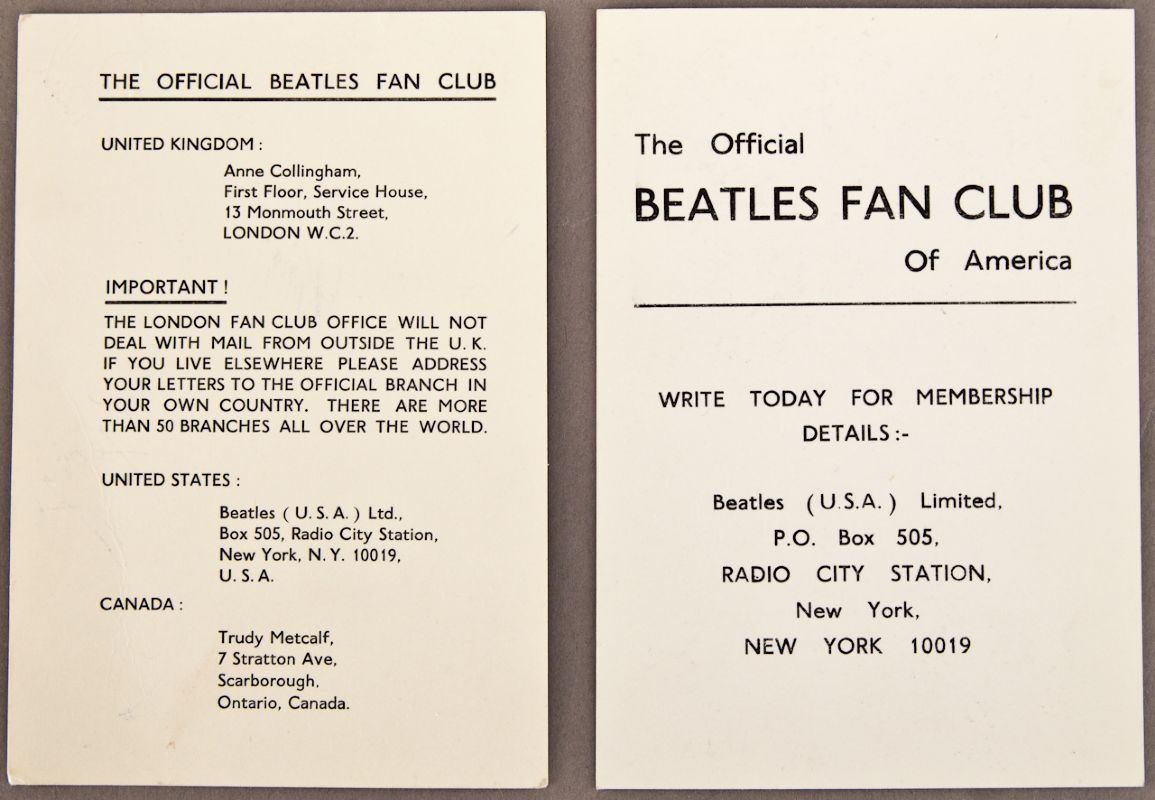 THE OFFICIAL BEATLES FAN CLUB
UNITED KINGDOM :
Anne Collingham,
First Floor, Service House,
13 Monmouth Street,
LONDON W.C.2.
IMPORTANT !
THE LONDON FAN CLUB OFFICE WILL NOT
DEAL WITH MAIL FROM OUTSIDE THE U. K.
IF YOU LIVE ELSEWHERE PLEASE ADDRESS
YOUR LETTERS TO THE OFFICIAL BRANCH IN
YOUR OWN COUNTRY. THERE ARE MORE
THAN 50 BRANCHES ALL OVER THE WORLD.
UNITED STATES :
Beatles ( U. S. A. ) Ltd.,
Box 505, Radio City Station,
New York, N. Y. 10019,
U. S. A.
CANADA :
Trudy Metcalf,
7 Stratton Ave,
Scarborough,
Ontario, Canada.
The Official
BEATLES FAN CLUB
Of America
WRITE TODAY FOR MEMBERSHIP
DETAILS :-
Beatles ( U.S.A. ) Limited,
P.O. Box 505,
RADIO CITY STATION,
New York,
NEW YORK 10019